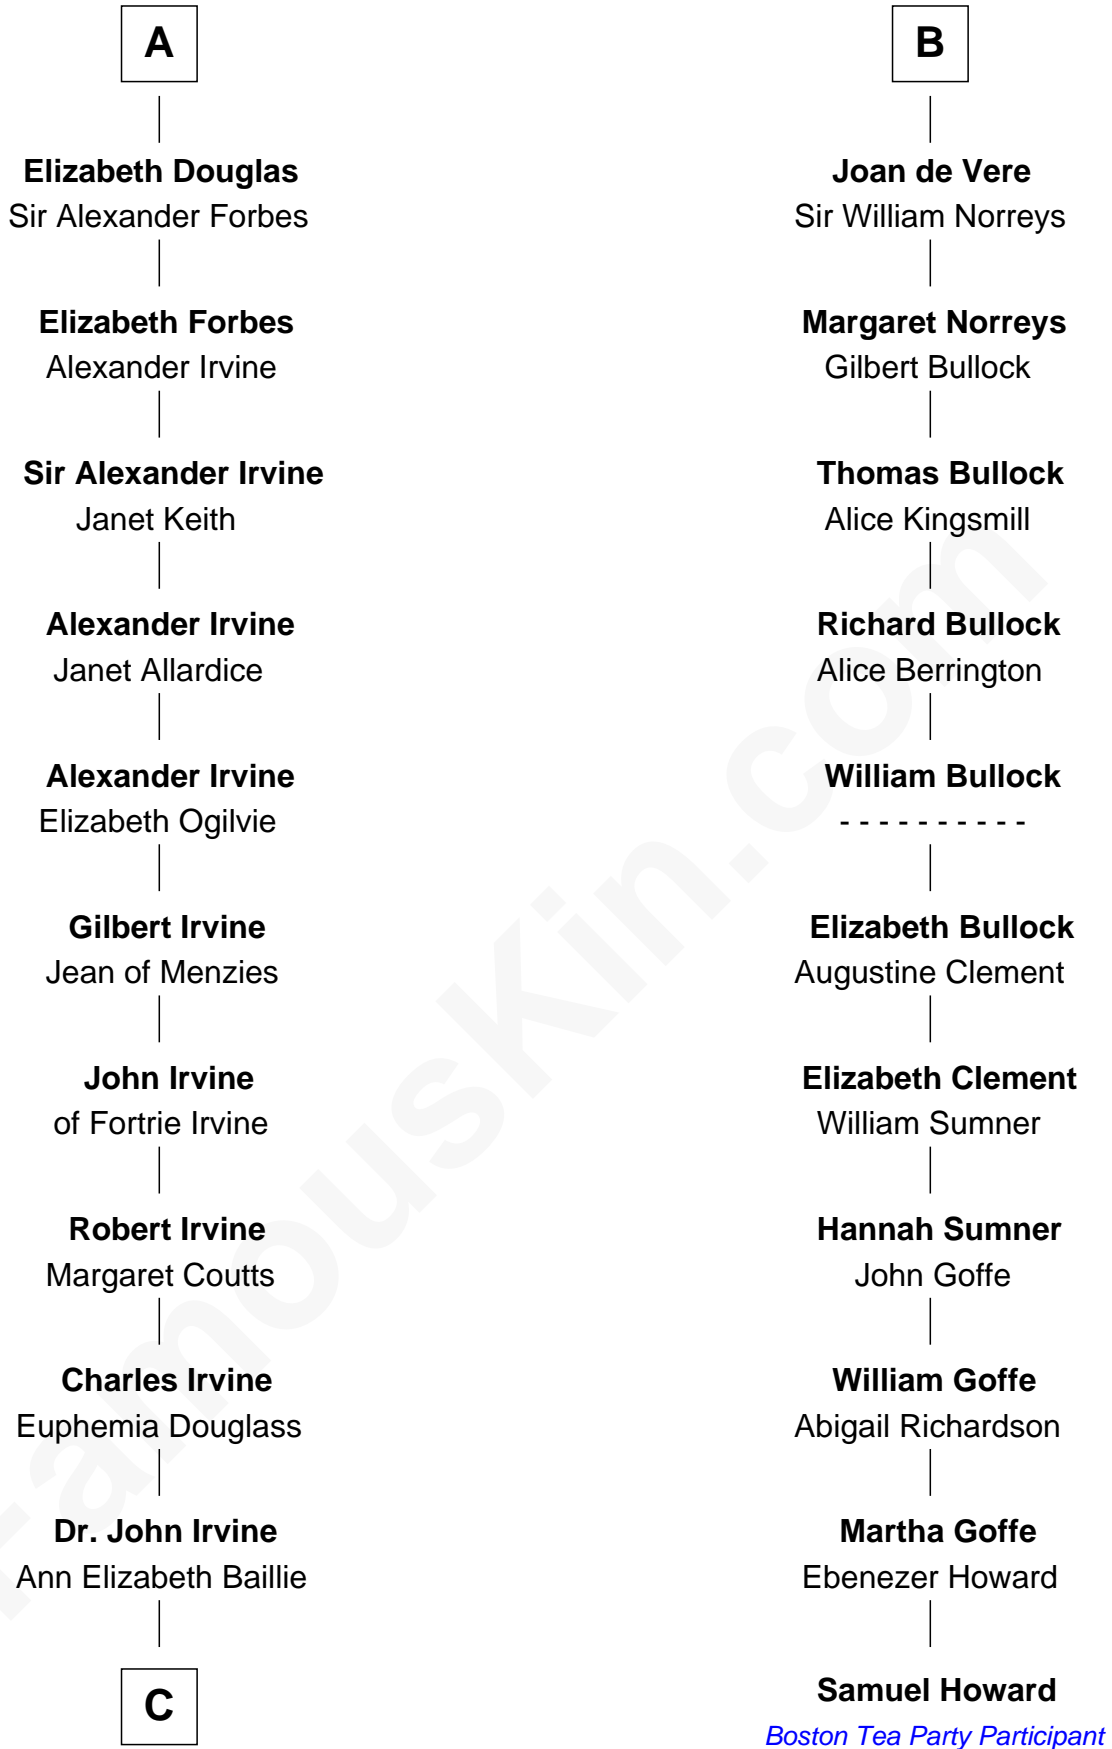 A
Elizabeth Douglas
Sir Alexander Forbes
Elizabeth Forbes
Alexander Irvine
Sir Alexander Irvine
Janet Keith
Alexander Irvine
Janet Allardice
Alexander Irvine
Elizabeth Ogilvie
Gilbert Irvine
Jean of Menzies
John Irvine
of Fortrie Irvine
Robert Irvine
Margaret Coutts
Charles Irvine
Euphemia Douglass
Dr. John Irvine
Ann Elizabeth Baillie
C
B
Joan de Vere
Sir William Norreys
Margaret Norreys
Gilbert Bullock
Thomas Bullock
Alice Kingsmill
Richard Bullock
Alice Berrington
William Bullock
- - - - - - - - - -
Elizabeth Bullock
Augustine Clement
Elizabeth Clement
William Sumner
Hannah Sumner
John Goffe
William Goffe
Abigail Richardson
Martha Goffe
Ebenezer Howard
Samuel Howard
Boston Tea Party Participant
FamousKin.com